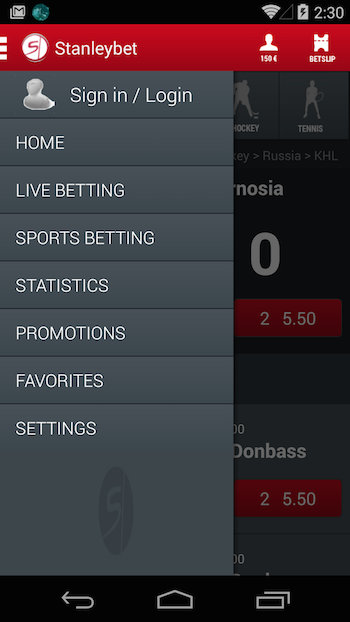 2:30
Stanleybet
150 €
BETSLIP
Sign in / Login
HOCKEY
TENNIS
HOME
key > Russia > KHL
LIVE BETTING
rnosia
SPORTS BETTING
0
STATISTICS
2 5.50
PROMOTIONS
FAVORITES
SETTINGS
00
Donbass
2 5.50
00